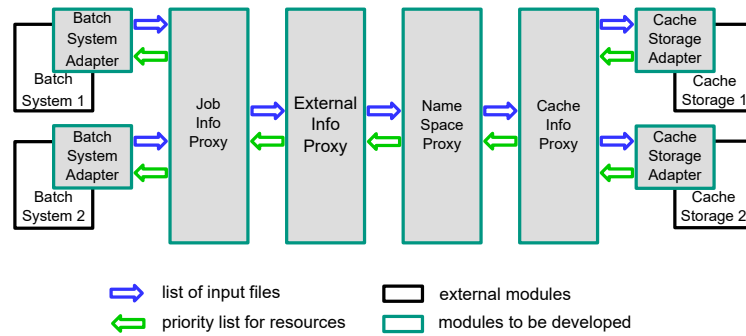 Batch
System
Adapter
Batch
System 1
Batch
System
Adapter
Batch
System 2
Job
Info
Proxy
External
Info
Proxy
Name
Space
Proxy
Cache
Info
Proxy
Cache
Storage
Adapter
Cache
Storage 1
Cache
Storage
Adapter
Cache
Storage 2
list of input files
priority list for resources
external modules
modules to be developed